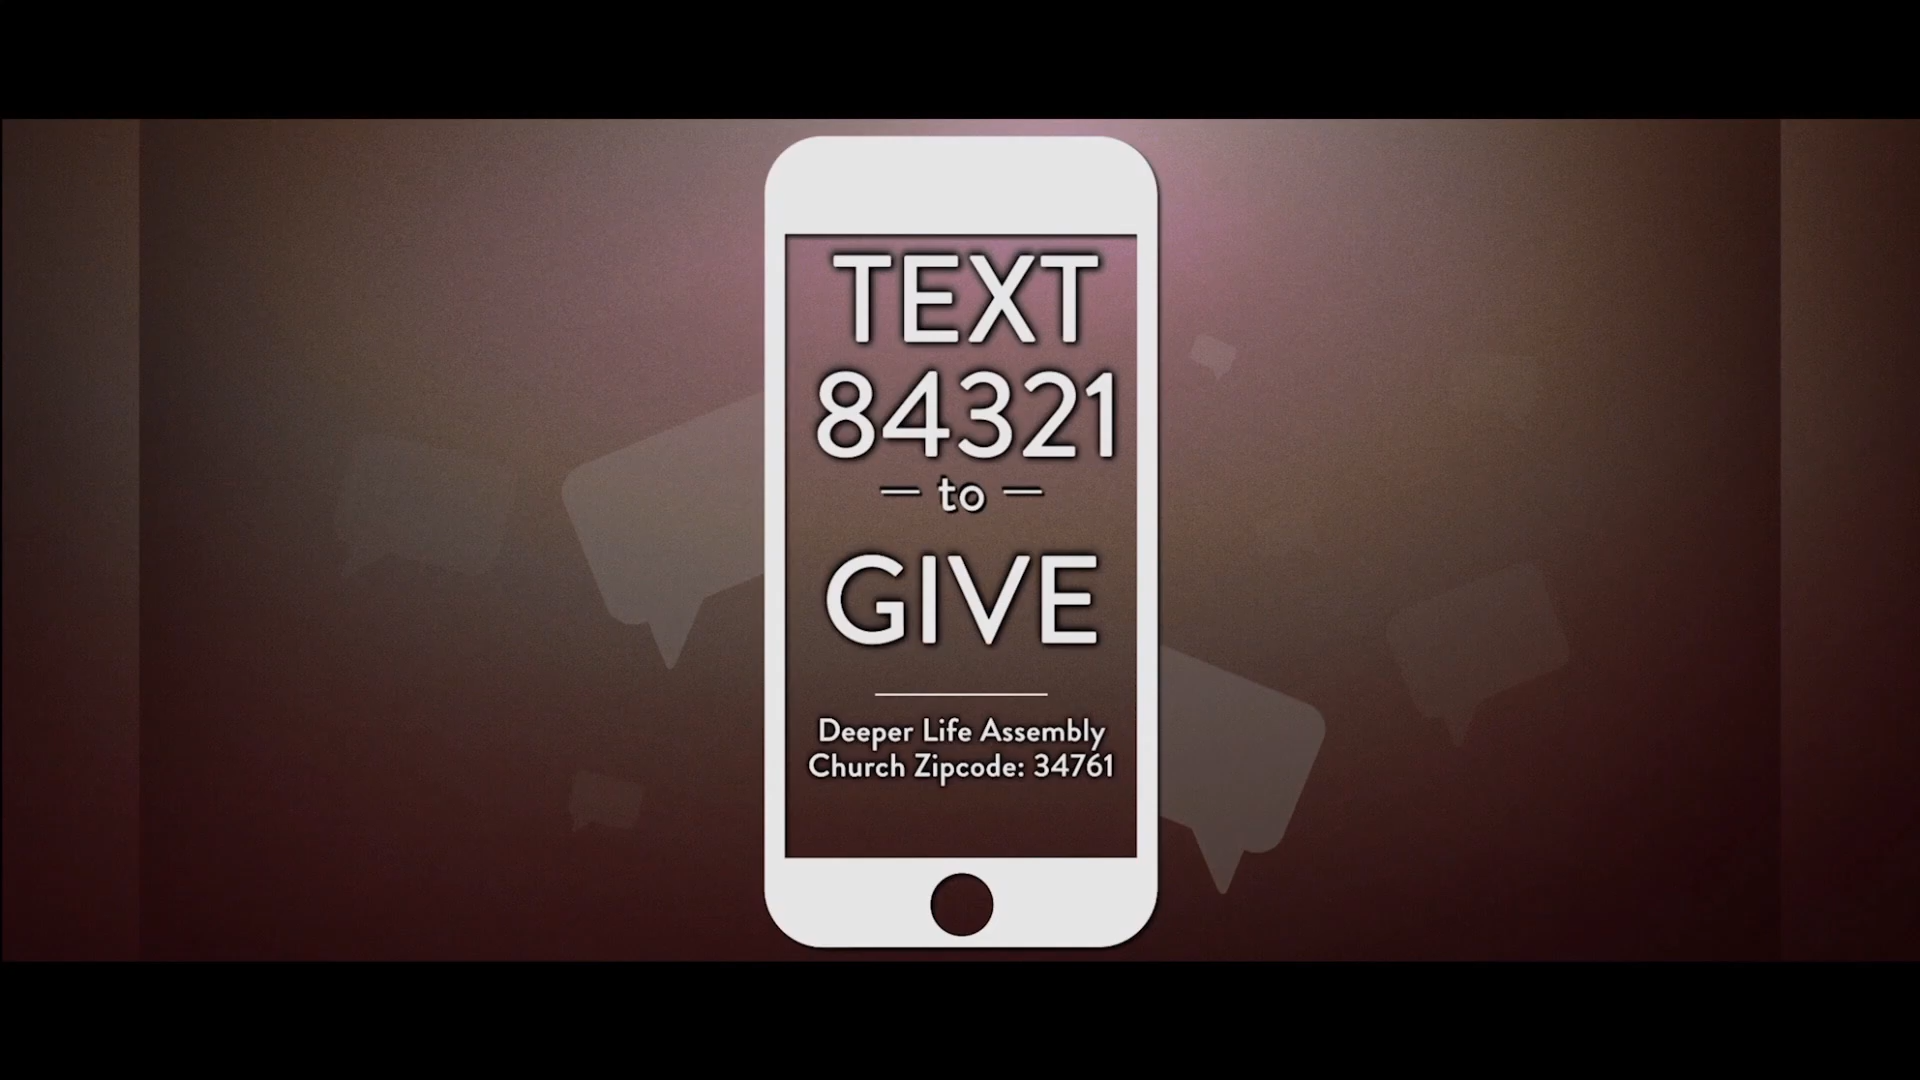 TEXT
84321
— to —
GIVE
Deeper Life Assembly
Church Zipcode: 34761